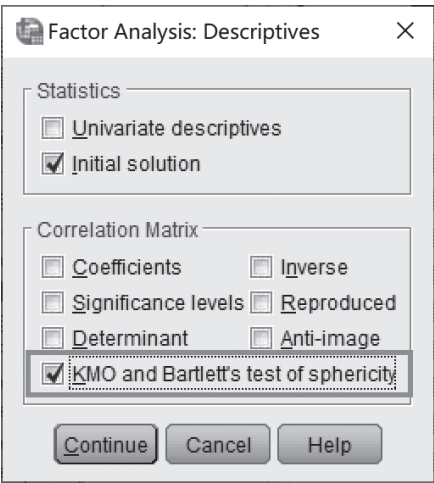 Factor Analysis: Descriptives
Statistics
Univariate descriptives
Initial solution
Correlation Matrix
Coefficients Inverse
Significance levels Reproduced
Determinant Anti-image
KMO and Bartlett's test of sphericity
Continue Cancel Help